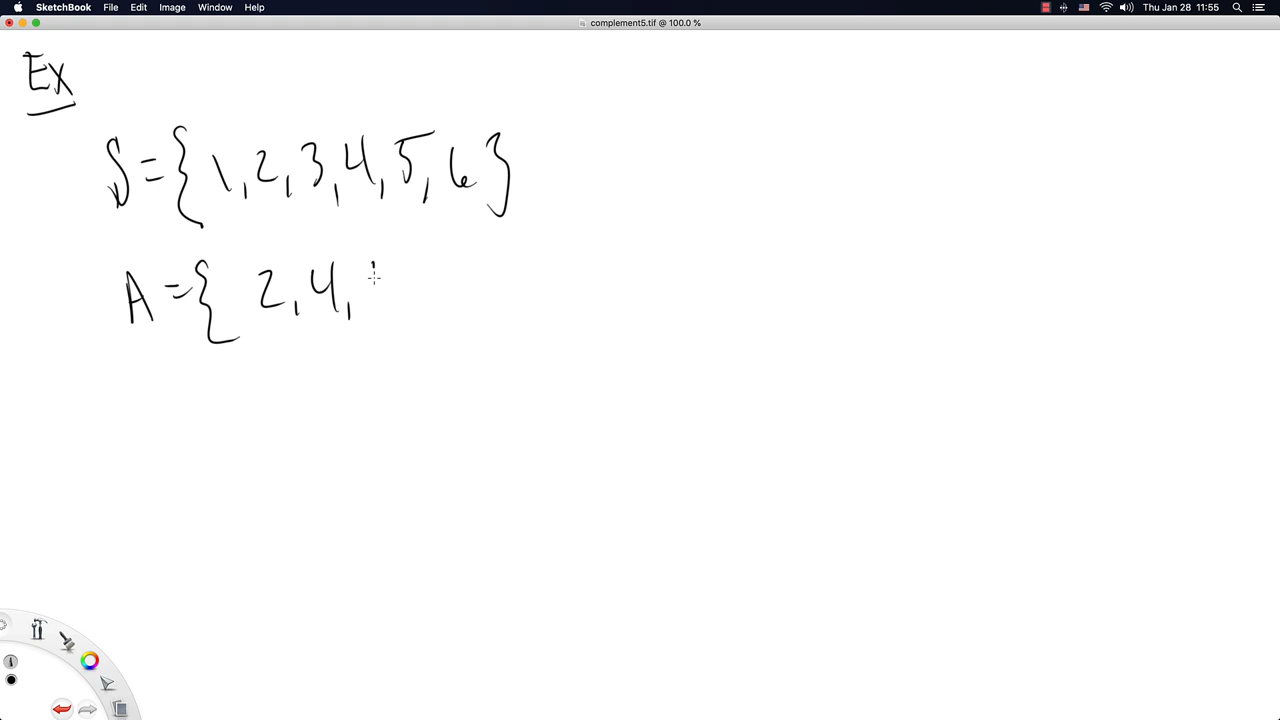 SketchBook File Edit Image Window Help Thu Jan 28 11:55
complement5.tif @ 100.0 %
Ex
S={1,2,3,4,5,6}
A={ 2,4,